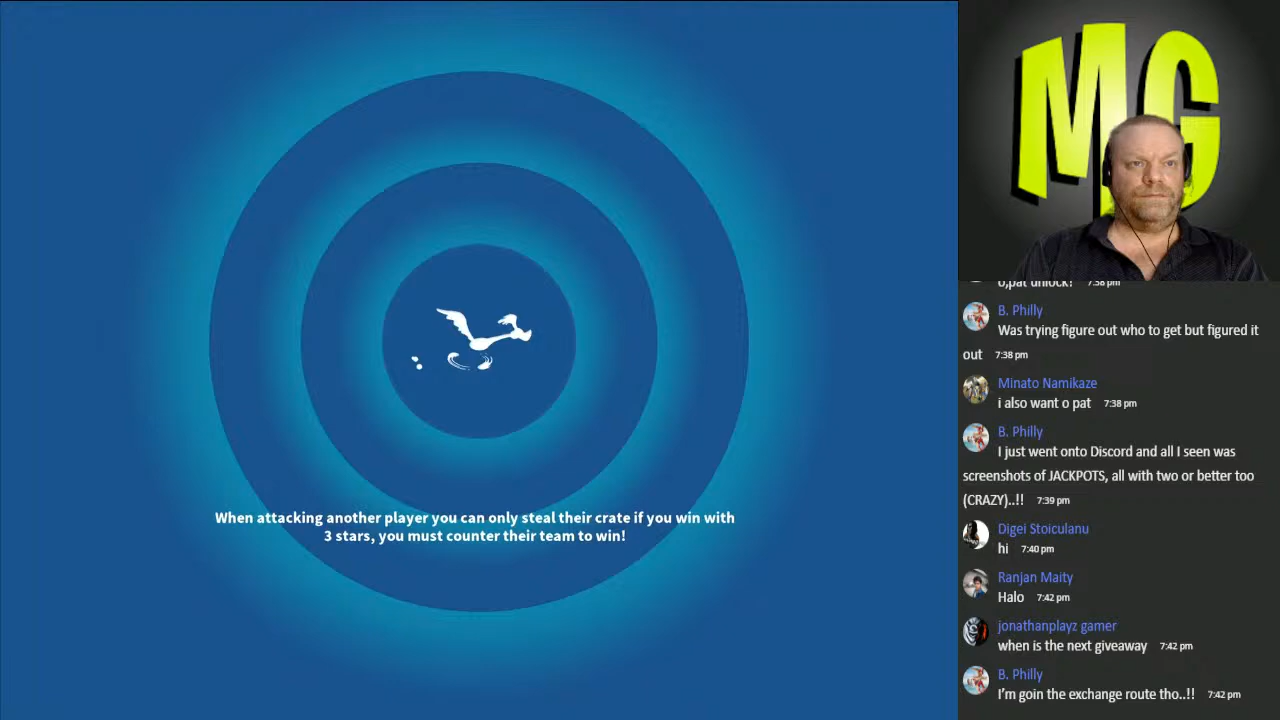 When attacking another player you can only steal their crate if you win with
3 stars, you must counter their team to win!
MG
o,pat unlock! 7:38 pm
B. Philly
Was trying figure out who to get but figured it
out 7:38 pm
Minato Namikaze
i also want o pat 7:38 pm
B. Philly
I just went onto Discord and all I seen was
screenshots of JACKPOTS, all with two or better too
(CRAZY)..!! 7:39 pm
Digei Stoiculanu
hi 7:40 pm
Ranjan Maity
Halo 7:42 pm
jonathanplayz gamer
when is the next giveaway 7:42 pm
B. Philly
I’m goin the exchange route tho..!! 7:42 pm